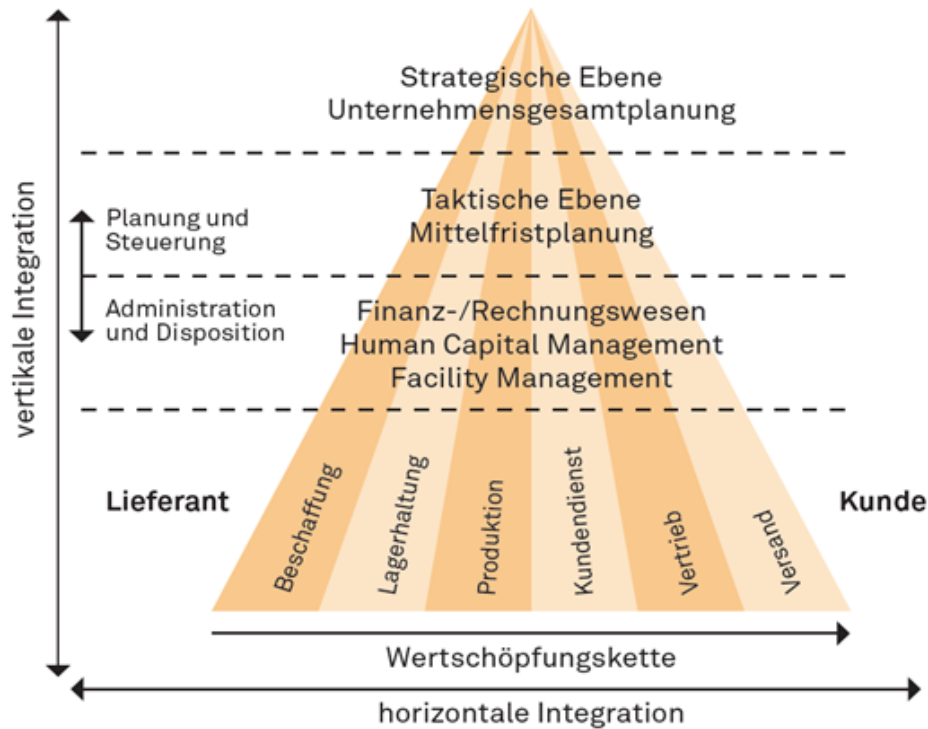 Strategische Ebene
Unternehmensgesamtplanung
vertikale Integration
Planung und
Steuerung
Taktische Ebene
Mittelfristplanung
Administration
und Disposition
Finanz-/Rechnungswesen
Human Capital Management
Facility Management
Lieferant
Beschaffung
Lagerhaltung
Produktion
Kundendienst
Vertrieb
Versand
Kunde
Wertschöpfungskette
horizontale Integration